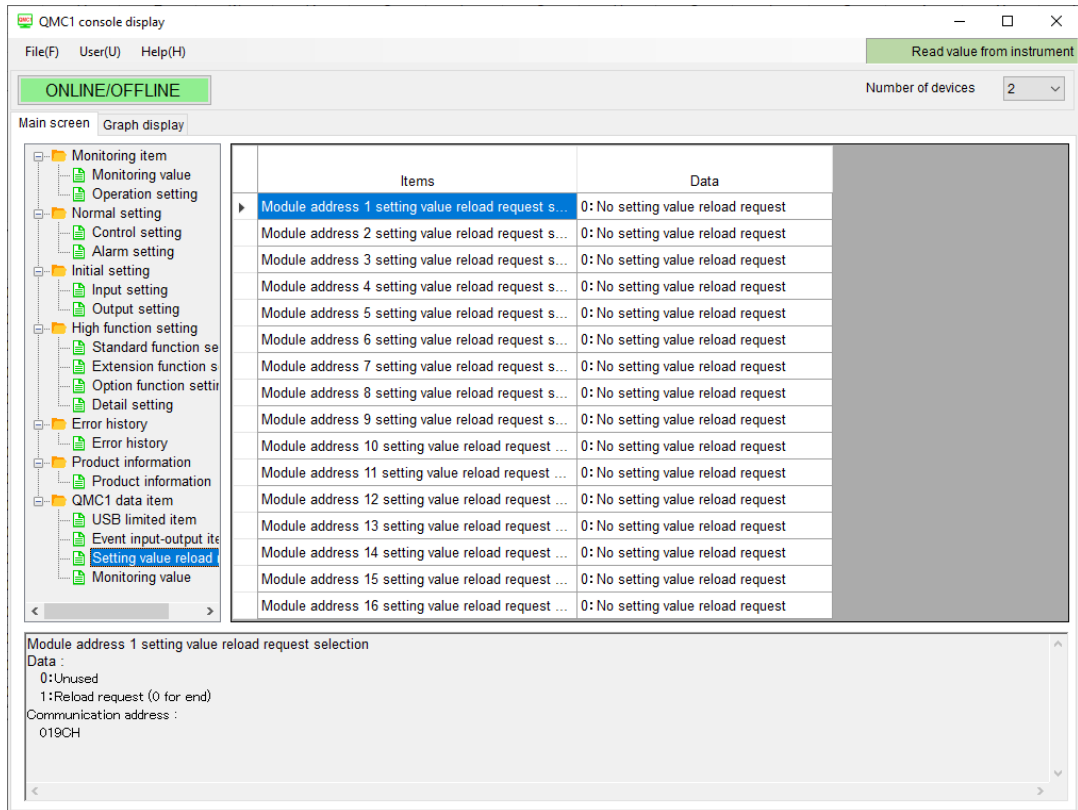 QMC1 console display
File(F) User(U) Help(H)
Read value from instrument
ONLINE/OFFLINE
Number of devices 2
Main screen Graph display
Monitoring item
Monitoring value
Operation setting
Normal setting
Control setting
Alarm setting
Initial setting
Input setting
Output setting
High function setting
Standard function se
Extension function s
Option function settin
Detail setting
Error history
Error history
Product information
Product information
QMC1 data item
USB limited item
Event input-output ite
Setting value reload
Monitoring value
Items Data
Module address 1 setting value reload request s... 0: No setting value reload request
Module address 2 setting value reload request s... 0: No setting value reload request
Module address 3 setting value reload request s... 0: No setting value reload request
Module address 4 setting value reload request s... 0: No setting value reload request
Module address 5 setting value reload request s... 0: No setting value reload request
Module address 6 setting value reload request s... 0: No setting value reload request
Module address 7 setting value reload request s... 0: No setting value reload request
Module address 8 setting value reload request s... 0: No setting value reload request
Module address 9 setting value reload request s... 0: No setting value reload request
Module address 10 setting value reload request ... 0: No setting value reload request
Module address 11 setting value reload request ... 0: No setting value reload request
Module address 12 setting value reload request ... 0: No setting value reload request
Module address 13 setting value reload request ... 0: No setting value reload request
Module address 14 setting value reload request ... 0: No setting value reload request
Module address 15 setting value reload request ... 0: No setting value reload request
Module address 16 setting value reload request ... 0: No setting value reload request
Module address 1 setting value reload request selection
Data :
0:Unused
1:Reload request (0 for end)
Communication address :
019CH